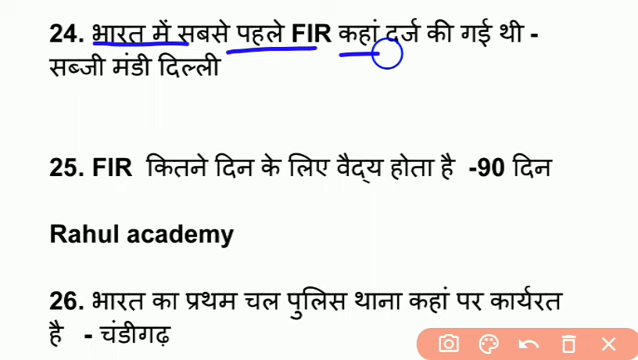 24. भारत में सबसे पहले FIR कहां दर्ज की गई थी -
सब्जी मंडी दिल्ली
25. FIR कितने दिन के लिए वैद्य होता है -90 दिन
Rahul academy
26. भारत का प्रथम चल पुलिस थाना कहां पर कार्यरत
है - चंडीगढ़